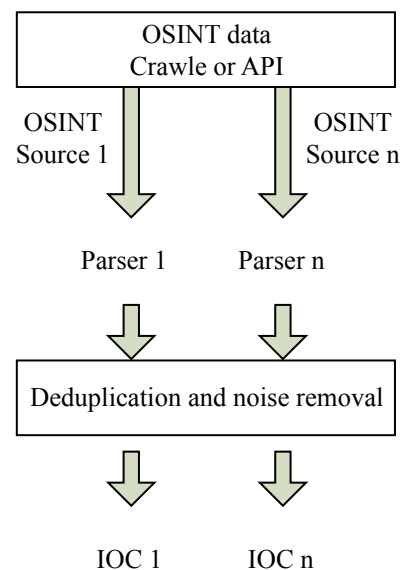 OSINT data
Crawle or API
OSINT
Source 1
OSINT
Source n
Parser 1
Parser n
Deduplication and noise removal
IOC 1
IOC n